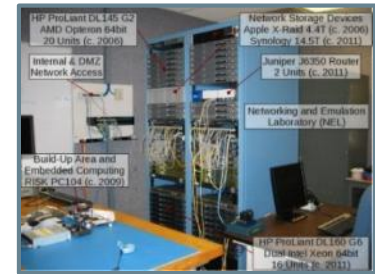 HP ProLiant DL145 G2
AMD Opteron 64bit
20 Units (c. 2006)
Network Storage Devices
Apple X-Raid 4.4T (c. 2006)
Synology 14.5T (c. 2011)
Internal & DMZ
Network Access
Juniper J6350 Router
2 Units (c. 2011)
Networking and Emulation
Laboratory (NEL)
Build-Up Area and
Embedded Computing
RISK PC104 (c. 2009)
HP ProLiant DL160 G6
Dual Intel Xeon 64bit
16 Units (c. 2011)